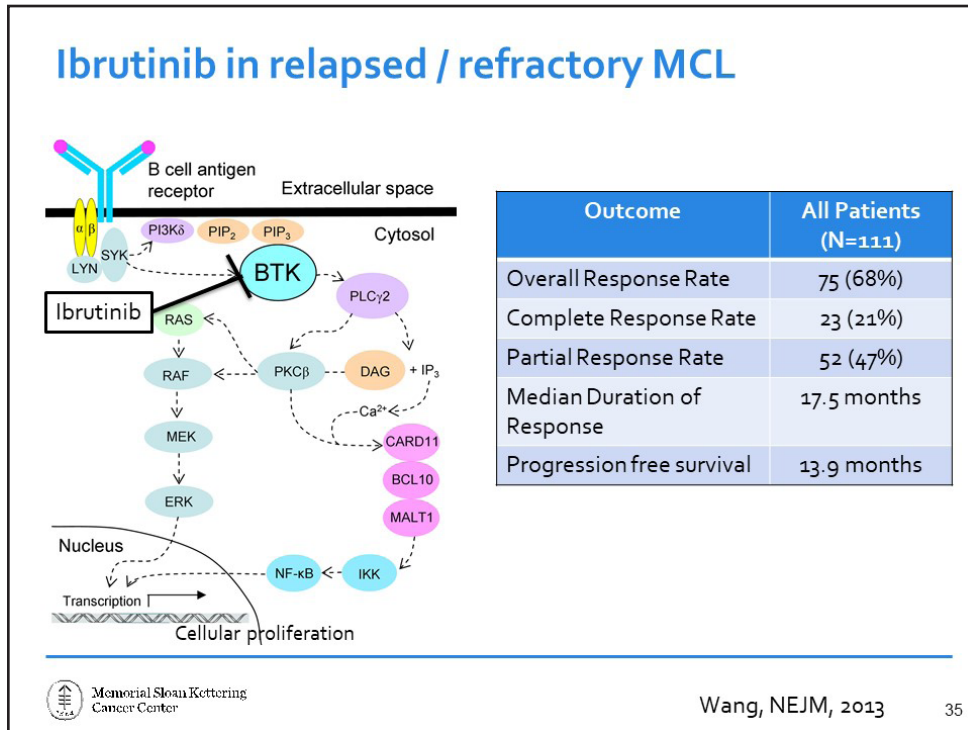 Ibrutinib in relapsed / refractory MCL
B cell antigen
receptor
Extracellular space
α β
PI3Kδ
PIP2
PIP3
Cytosol
LYN
SYK
BTK
PLCγ2
Ibrutinib
RAS
RAF
PKCβ
DAG
+ IP3
Ca2+
MEK
CARD11
BCL10
MALT1
ERK
Nucleus
NF-κB
IKK
Transcription
Cellular proliferation
Outcome
All Patients
(N=111)
Overall Response Rate
75 (68%)
Complete Response Rate
23 (21%)
Partial Response Rate
52 (47%)
Median Duration of
Response
17.5 months
Progression free survival
13.9 months
Memorial Sloan Kettering
Cancer Center
Wang, NEJM, 2013
35